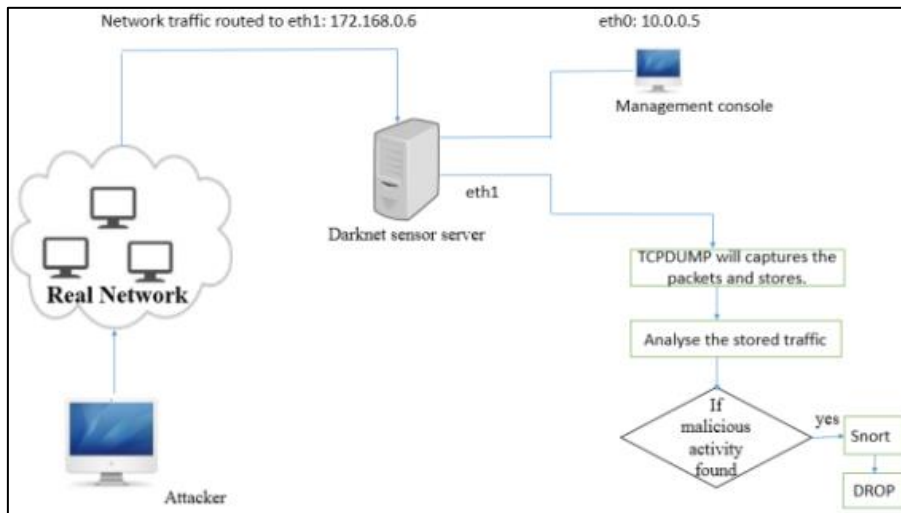 Network traffic routed to eth1: 172.168.0.6
eth0: 10.0.0.5
Management console
eth1
Darknet sensor server
Real Network
TCPDUMP will captures the
packets and stores.
Analyse the stored traffic
If
malicious
activity
found
yes
Snort
DROP
Attacker